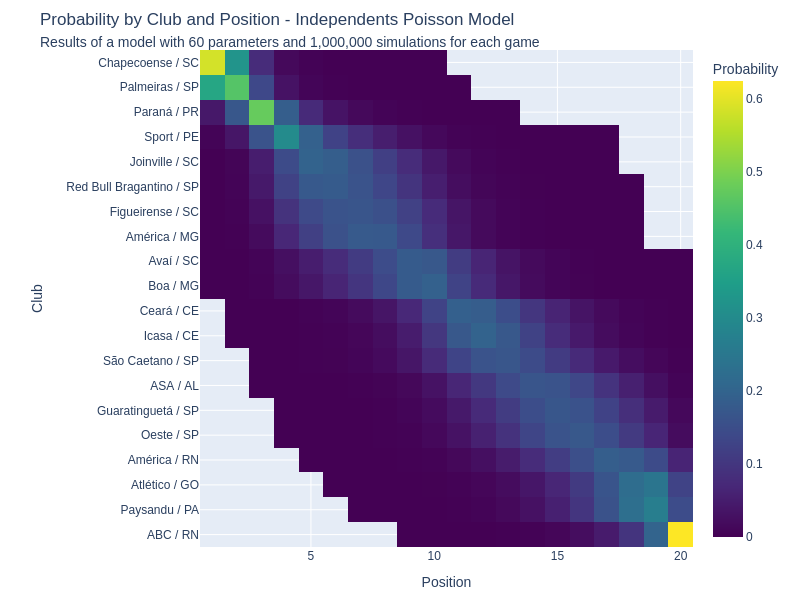 Probability by Club and Position - Independents Poisson Model
Results of a model with 60 parameters and 1,000,000 simulations for each game
Probability
Chapecoense / SC
Palmeiras / SP
Paraná / PR
Sport / PE
Joinville / SC
Red Bull Bragantino / SP
Figueirense / SC
América / MG
Avaí / SC
Boa / MG
Ceará / CE
Icasa / CE
São Caetano / SP
ASA / AL
Guaratinguetá / SP
Oeste / SP
América / RN
Atlético / GO
Paysandu / PA
ABC / RN
Club
5
10
15
20
Position
0.6
0.5
0.4
0.3
0.2
0.1
0